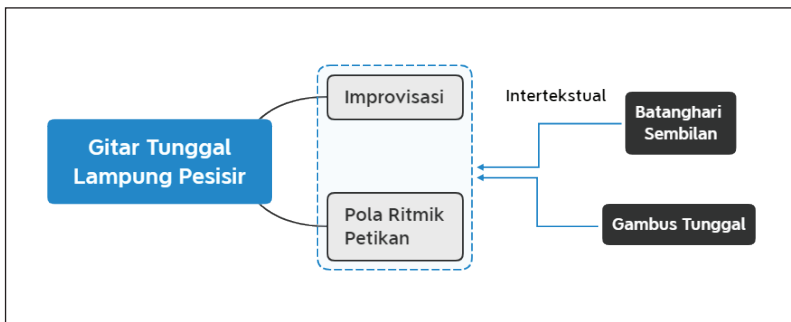 Gitar Tunggal
Lampung Pesisir
Improvisasi
Pola Ritmik
Petikan
Intertekstual
Batanghari
Sembilan
Gambus Tunggal